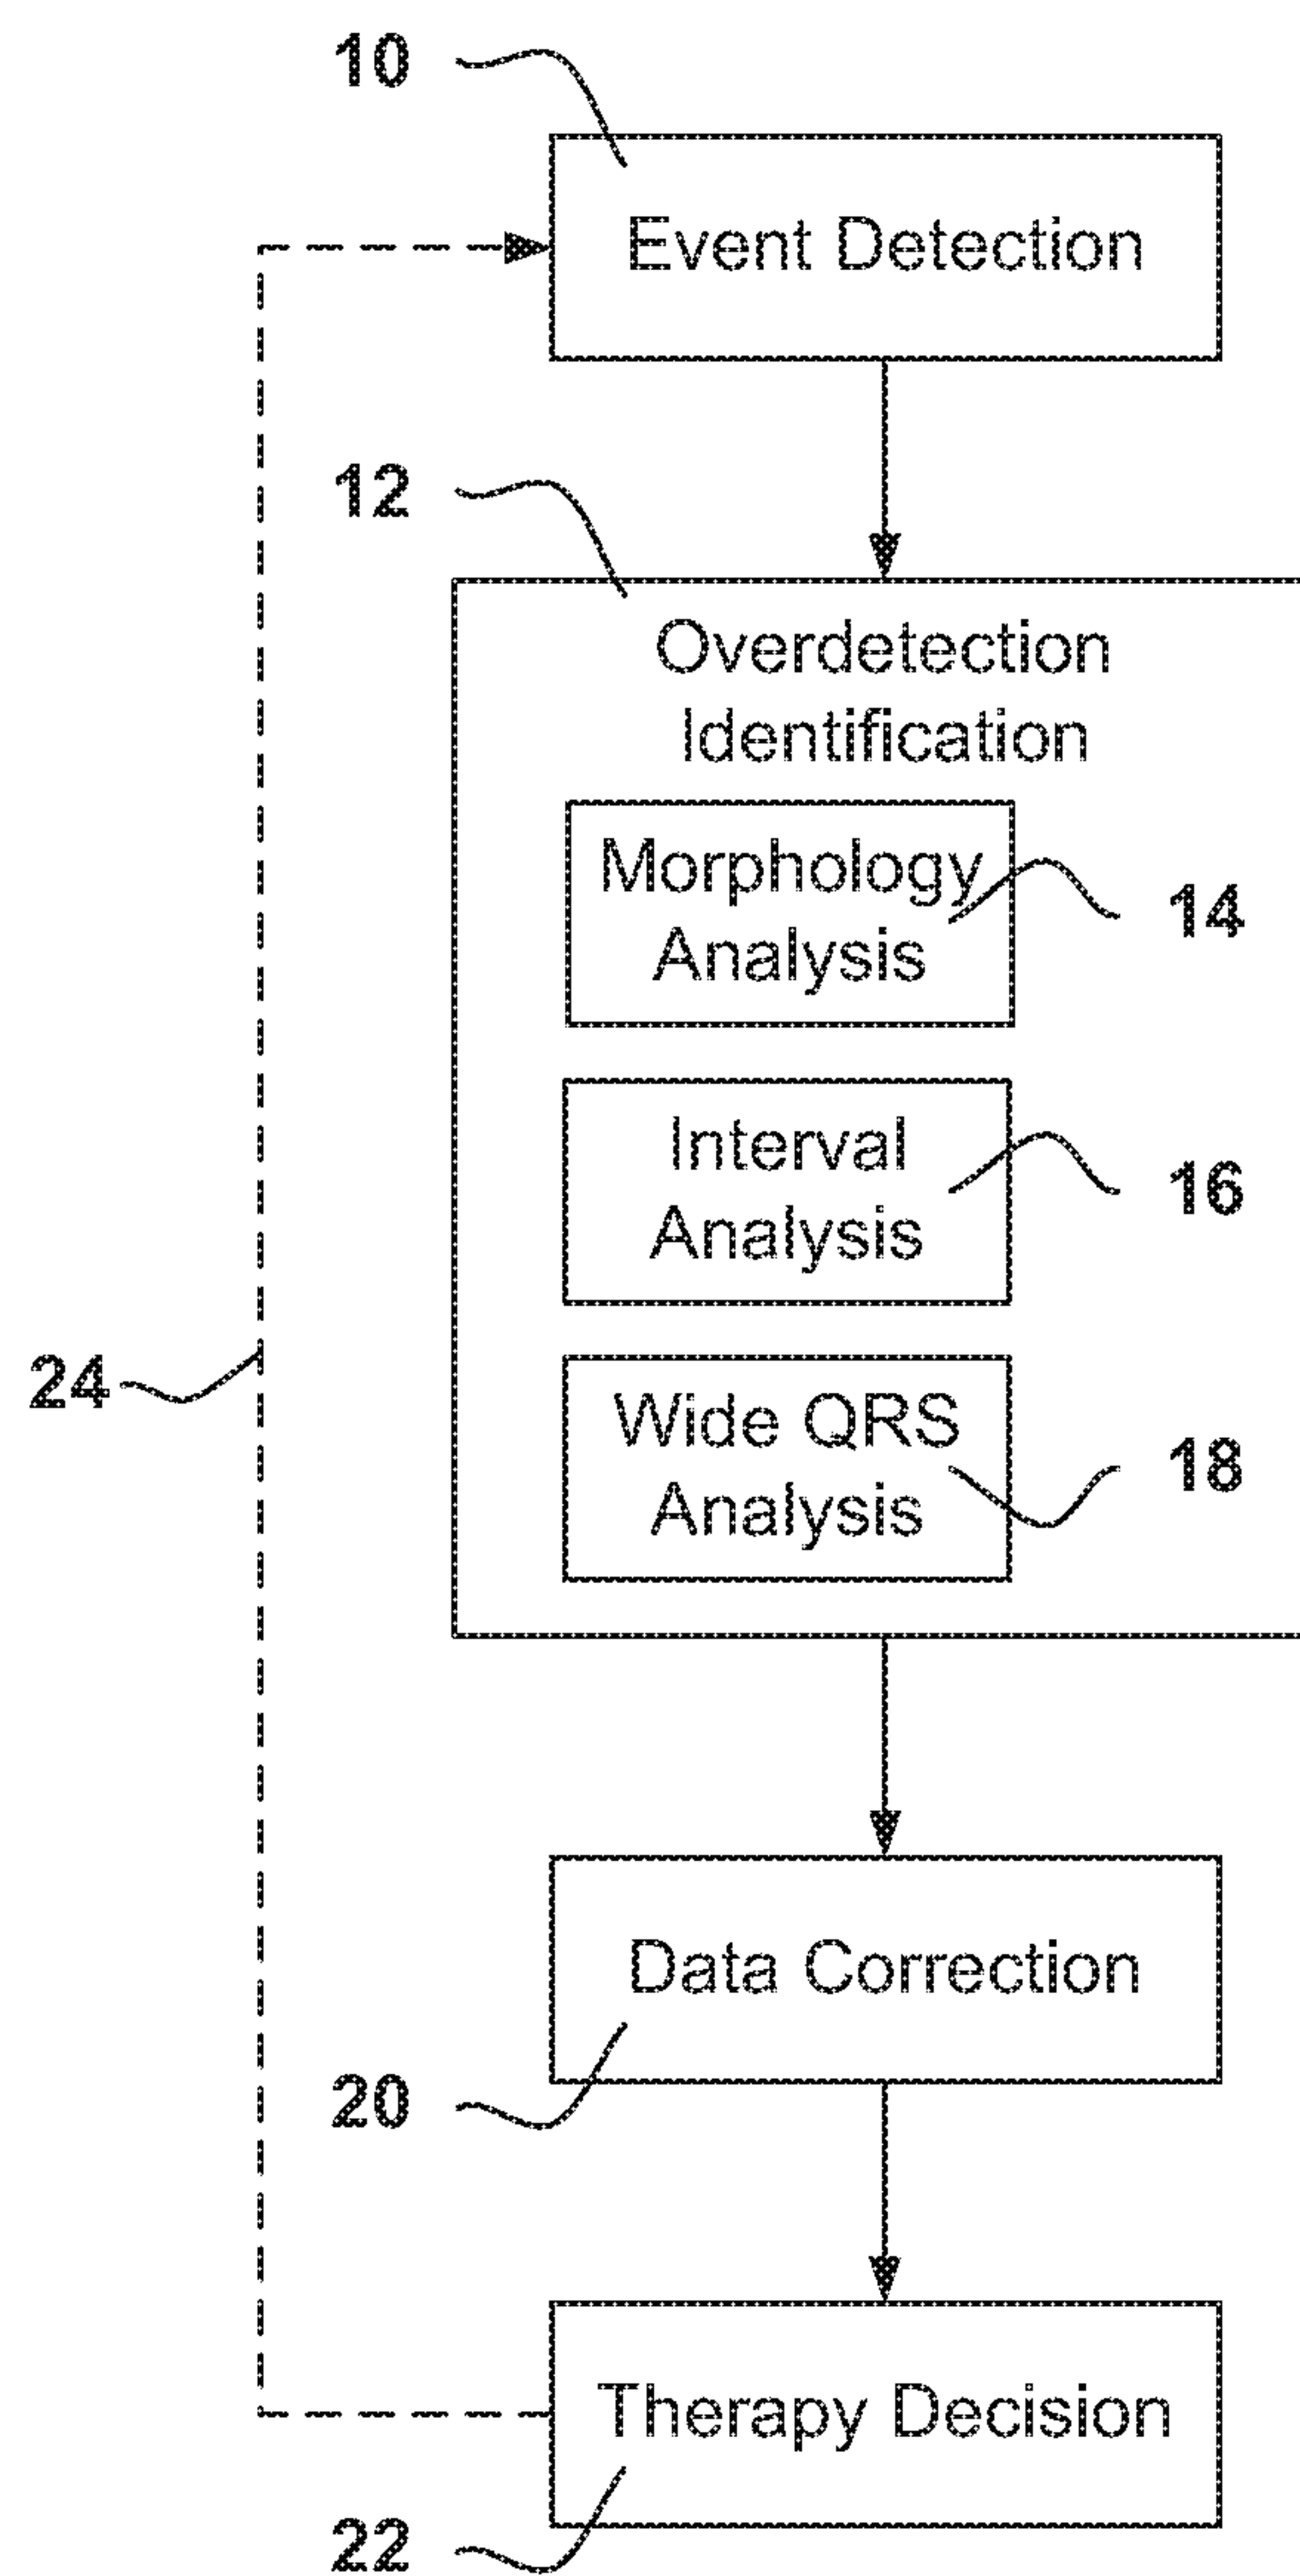 10
Event Detection
12
Overdetection
Identification
Morphology
Analysis
14
Interval
Analysis
16
24
Wide QRS
Analysis
18
Data Correction
20
Therapy Decision
22